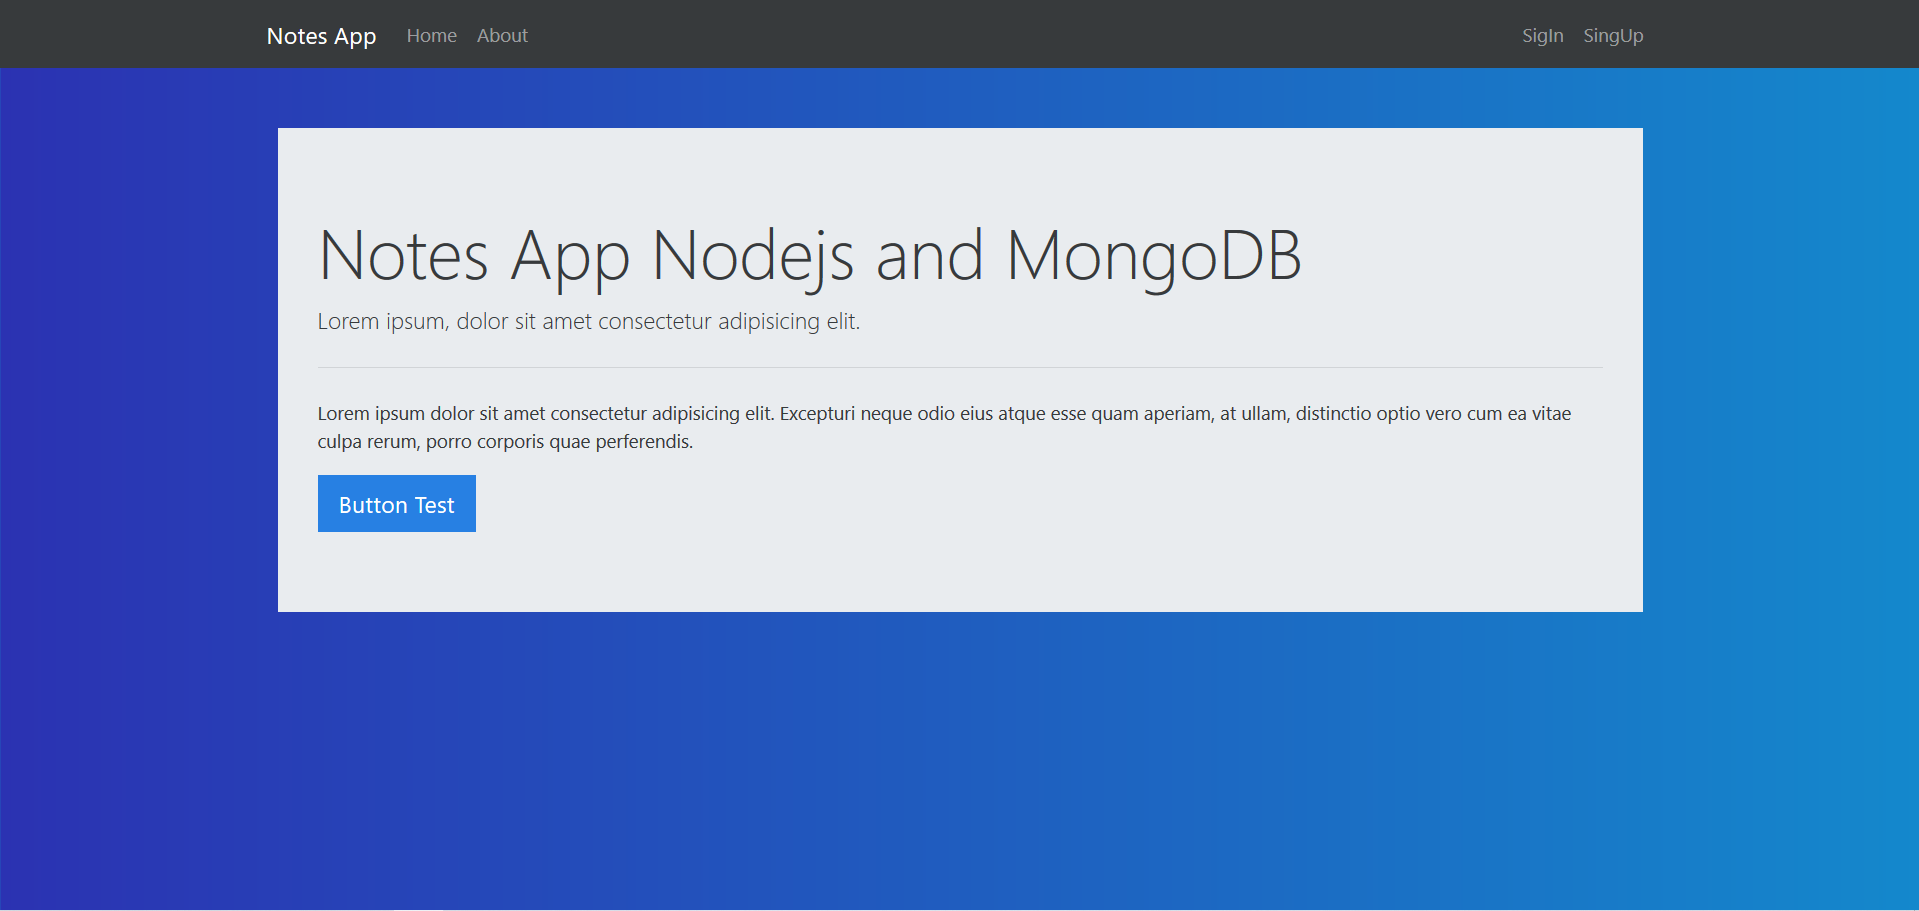 Notes App Home About SigIn SingUp
Notes App Nodejs and MongoDB
Lorem ipsum, dolor sit amet consectetur adipisicing elit.
Lorem ipsum dolor sit amet consectetur adipisicing elit. Excepturi neque odio eius atque esse quam aperiam, at ullam, distinctio optio vero cum ea vitae
culpa rerum, porro corporis quae perferendis.
Button Test